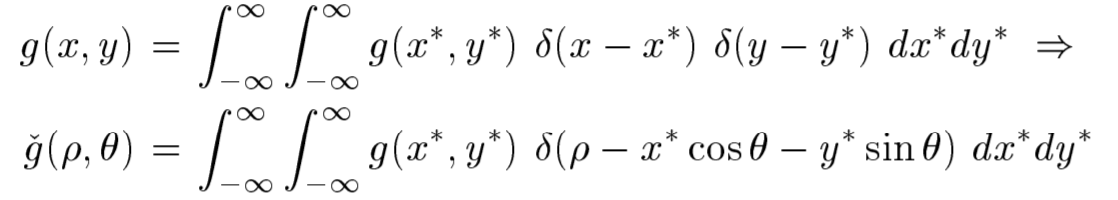 g(x, y) = ∫_{−∞}^{∞} ∫_{−∞}^{∞} g(x*, y*) δ(x − x*) δ(y − y*) dx*dy* ⇒
ǧ(ρ, θ) = ∫_{−∞}^{∞} ∫_{−∞}^{∞} g(x*, y*) δ(ρ − x* cos θ − y* sin θ) dx*dy*